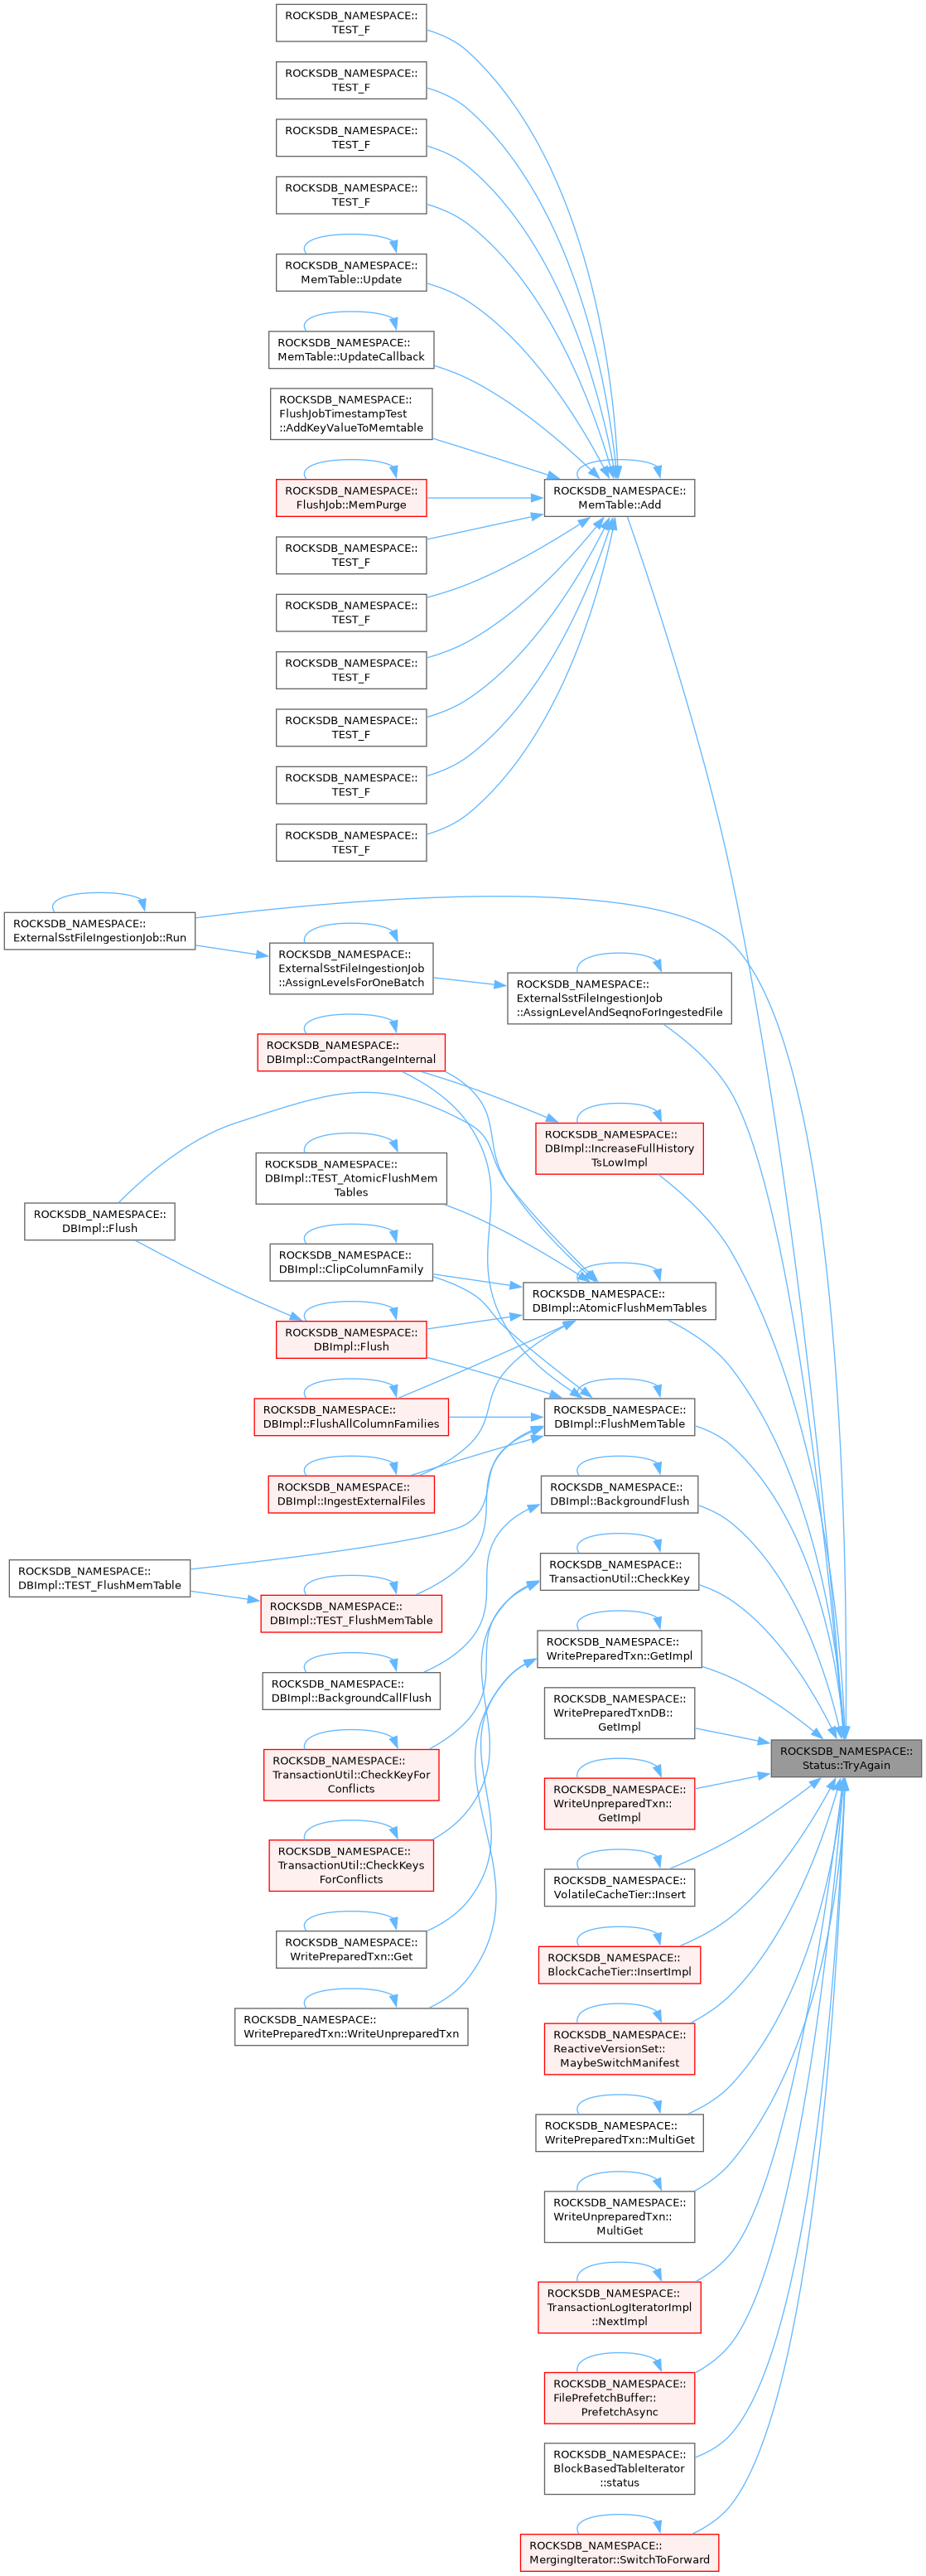 ROCKSDB_NAMESPACE::
TEST_F
ROCKSDB_NAMESPACE::
TEST_F
ROCKSDB_NAMESPACE::
TEST_F
ROCKSDB_NAMESPACE::
TEST_F
ROCKSDB_NAMESPACE::
MemTable::Update
ROCKSDB_NAMESPACE::
MemTable::UpdateCallback
ROCKSDB_NAMESPACE::
FlushJobTimestampTest
::AddKeyValueToMemtable
ROCKSDB_NAMESPACE::
FlushJob::MemPurge
ROCKSDB_NAMESPACE::
MemTable::Add
ROCKSDB_NAMESPACE::
TEST_F
ROCKSDB_NAMESPACE::
TEST_F
ROCKSDB_NAMESPACE::
TEST_F
ROCKSDB_NAMESPACE::
TEST_F
ROCKSDB_NAMESPACE::
TEST_F
ROCKSDB_NAMESPACE::
TEST_F
ROCKSDB_NAMESPACE::
ExternalSstFileIngestionJob::Run
ROCKSDB_NAMESPACE::
ExternalSstFileIngestionJob
::AssignLevelsForOneBatch
ROCKSDB_NAMESPACE::
ExternalSstFileIngestionJob
::AssignLevelAndSeqnoForIngestedFile
ROCKSDB_NAMESPACE::
DBImpl::CompactRangeInternal
ROCKSDB_NAMESPACE::
DBImpl::IncreaseFullHistory
TsLowImpl
ROCKSDB_NAMESPACE::
DBImpl::TEST_AtomicFlushMem
Tables
ROCKSDB_NAMESPACE::
DBImpl::Flush
ROCKSDB_NAMESPACE::
DBImpl::ClipColumnFamily
ROCKSDB_NAMESPACE::
DBImpl::AtomicFlushMemTables
ROCKSDB_NAMESPACE::
DBImpl::Flush
ROCKSDB_NAMESPACE::
DBImpl::FlushAllColumnFamilies
ROCKSDB_NAMESPACE::
DBImpl::FlushMemTable
ROCKSDB_NAMESPACE::
DBImpl::IngestExternalFiles
ROCKSDB_NAMESPACE::
DBImpl::BackgroundFlush
ROCKSDB_NAMESPACE::
DBImpl::TEST_FlushMemTable
ROCKSDB_NAMESPACE::
DBImpl::TEST_FlushMemTable
ROCKSDB_NAMESPACE::
TransactionUtil::CheckKey
ROCKSDB_NAMESPACE::
WritePreparedTxn::GetImpl
ROCKSDB_NAMESPACE::
DBImpl::BackgroundCallFlush
ROCKSDB_NAMESPACE::
WritePreparedTxnDB::
GetImpl
ROCKSDB_NAMESPACE::
Status::TryAgain
ROCKSDB_NAMESPACE::
TransactionUtil::CheckKeyFor
Conflicts
ROCKSDB_NAMESPACE::
WriteUnpreparedTxn::
GetImpl
ROCKSDB_NAMESPACE::
TransactionUtil::CheckKeys
ForConflicts
ROCKSDB_NAMESPACE::
VolatileCacheTier::Insert
ROCKSDB_NAMESPACE::
WritePreparedTxn::Get
ROCKSDB_NAMESPACE::
BlockCacheTier::InsertImpl
ROCKSDB_NAMESPACE::
WritePreparedTxn::WriteUnpreparedTxn
ROCKSDB_NAMESPACE::
ReactiveVersionSet::
MaybeSwitchManifest
ROCKSDB_NAMESPACE::
WritePreparedTxn::MultiGet
ROCKSDB_NAMESPACE::
WriteUnpreparedTxn::
MultiGet
ROCKSDB_NAMESPACE::
TransactionLogIteratorImpl
::NextImpl
ROCKSDB_NAMESPACE::
FilePrefetchBuffer::
PrefetchAsync
ROCKSDB_NAMESPACE::
BlockBasedTableIterator
::status
ROCKSDB_NAMESPACE::
MergingIterator::SwitchToForward